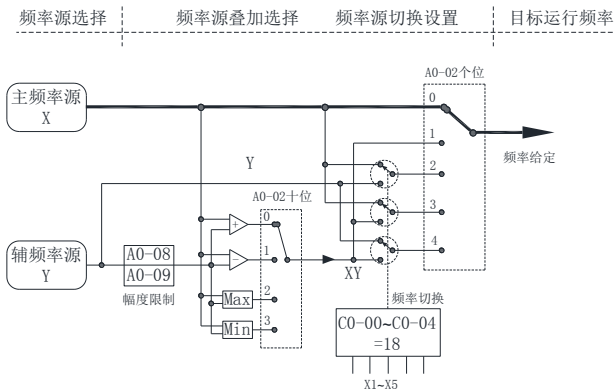 频率源选择 频率源叠加选择 频率源切换设置 目标运行频率
A0-02个位
主频率源
X
0
1
2
3
4
频率给定
Y
A0-02十位
0
1
2
3
+
-
Max
Min
辅频率源
Y
A0-08
A0-09
幅度限制
XY
频率切换
C0-00~C0-04
=18
X1~X5